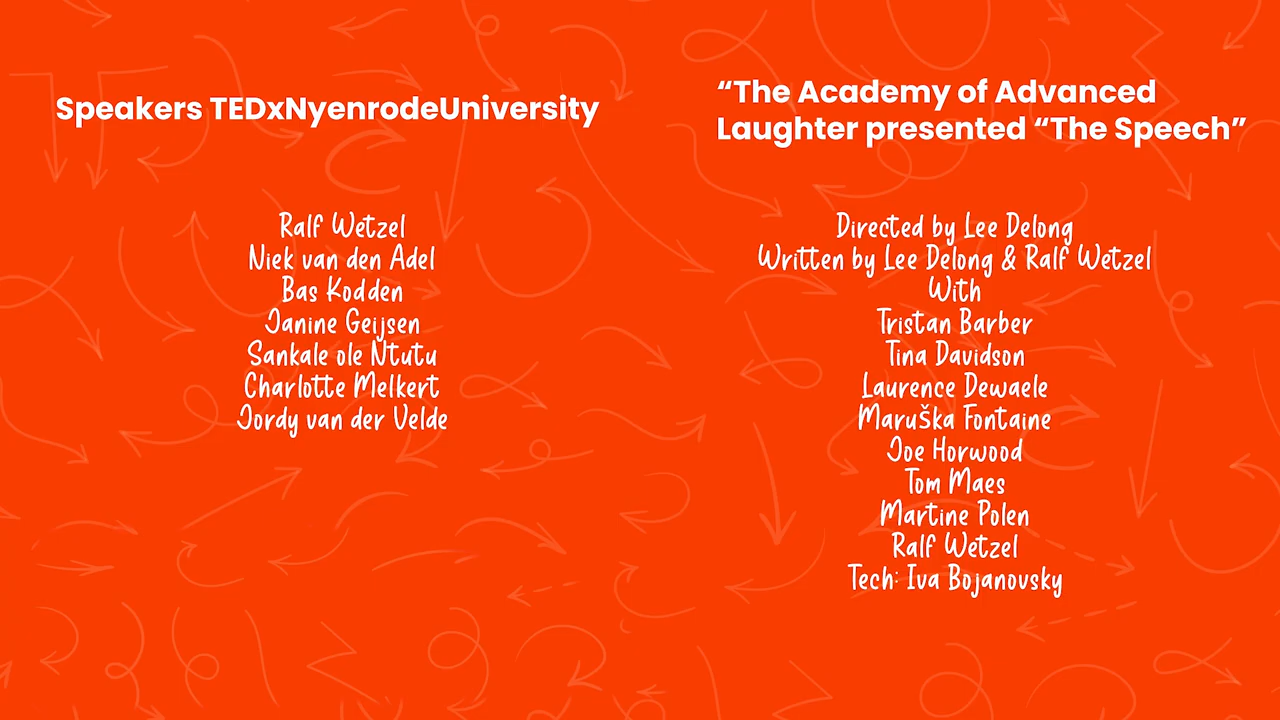 Speakers TEDxNyenrodeUniversity
Ralf Wetzel
Niek van den Adel
Bas Kodden
Janine Geijsen
Sankale ole Ntutu
Charlotte Melkert
Jordy van der Velde
“The Academy of Advanced
Laughter presented “The Speech”
Directed by Lee Delong
Written by Lee Delong & Ralf Wetzel
With
Tristan Barber
Tina Davidson
Laurence Dewaele
Maruška Fontaine
Joe Horwood
Tom Maes
Martine Polen
Ralf Wetzel
Tech: Iva Bojanovsky